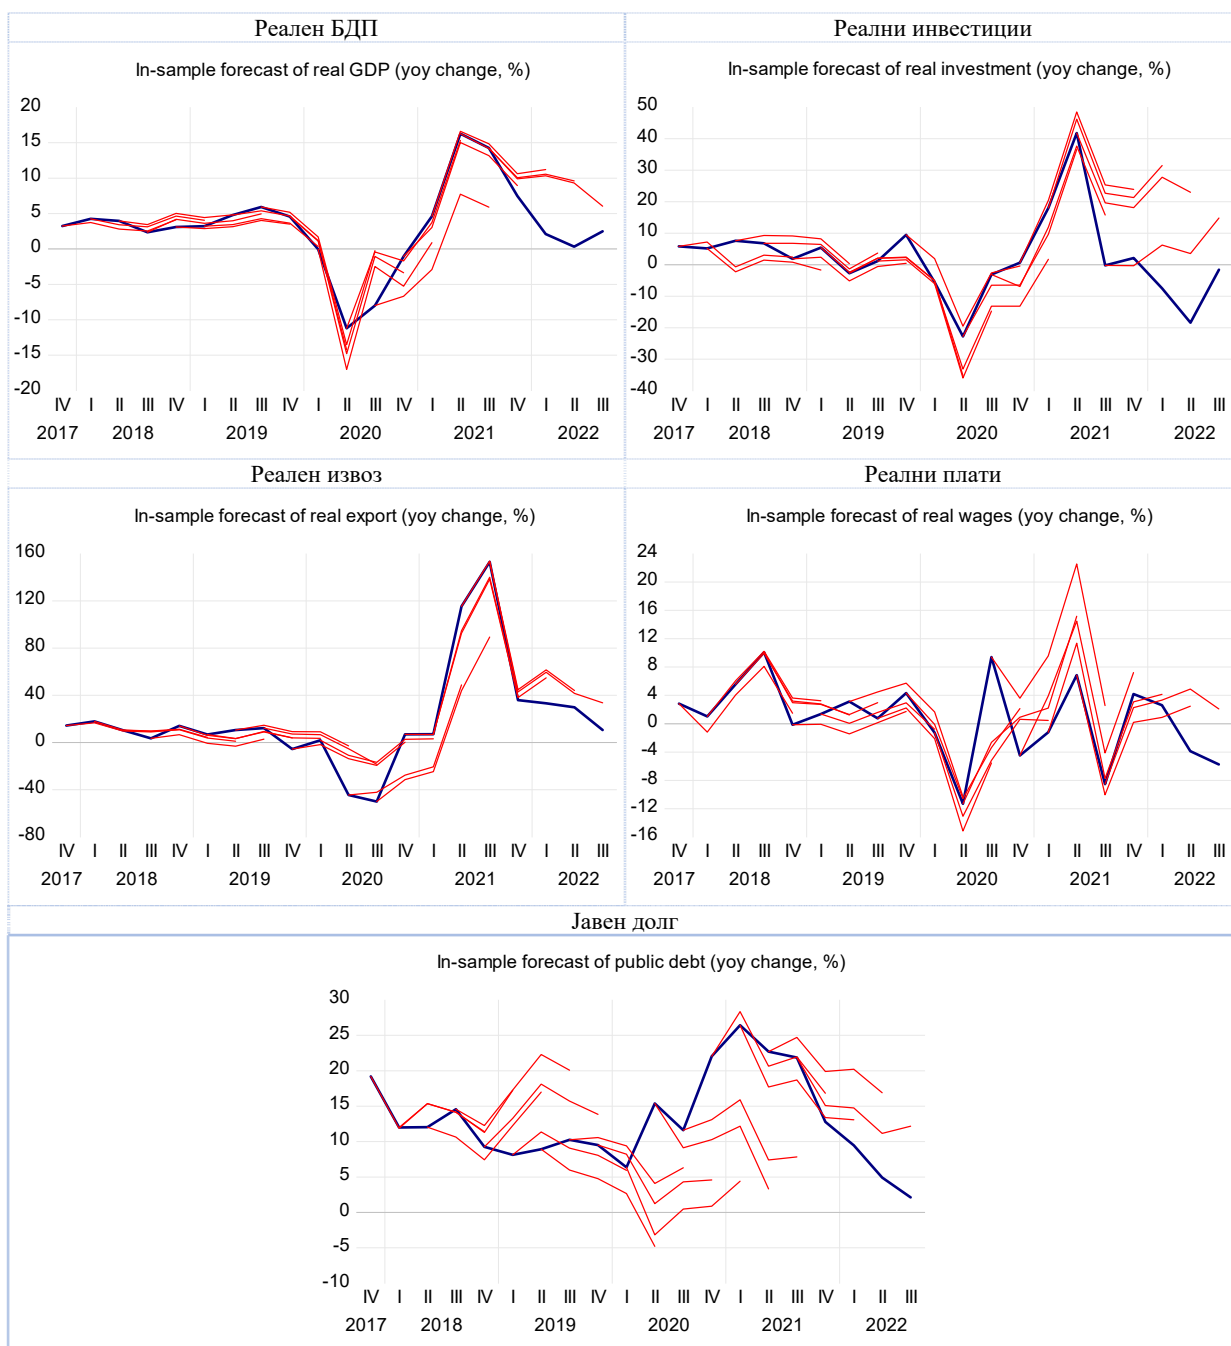 Реален БДП
Реални инвестиции
In-sample forecast of real GDP (yoy change, %)
20
15
10
5
0
-5
-10
-15
-20
IV I II III IV I II III IV I II III IV I II III IV I II III
2017 2018 2019 2020 2021 2022
In-sample forecast of real investment (yoy change, %)
50
40
30
20
10
0
-10
-20
-30
-40
IV I II III IV I II III IV I II III IV I II III IV I II III
2017 2018 2019 2020 2021 2022
Реален извоз
Реални плати
In-sample forecast of real export (yoy change, %)
160
120
80
40
0
-40
-80
IV I II III IV I II III IV I II III IV I II III IV I II III
2017 2018 2019 2020 2021 2022
In-sample forecast of real wages (yoy change, %)
24
20
16
12
8
4
0
-4
-8
-12
-16
IV I II III IV I II III IV I II III IV I II III IV I II III
2017 2018 2019 2020 2021 2022
Јавен долг
In-sample forecast of public debt (yoy change, %)
30
25
20
15
10
5
0
-5
-10
IV I II III IV I II III IV I II III IV I II III IV I II III
2017 2018 2019 2020 2021 2022